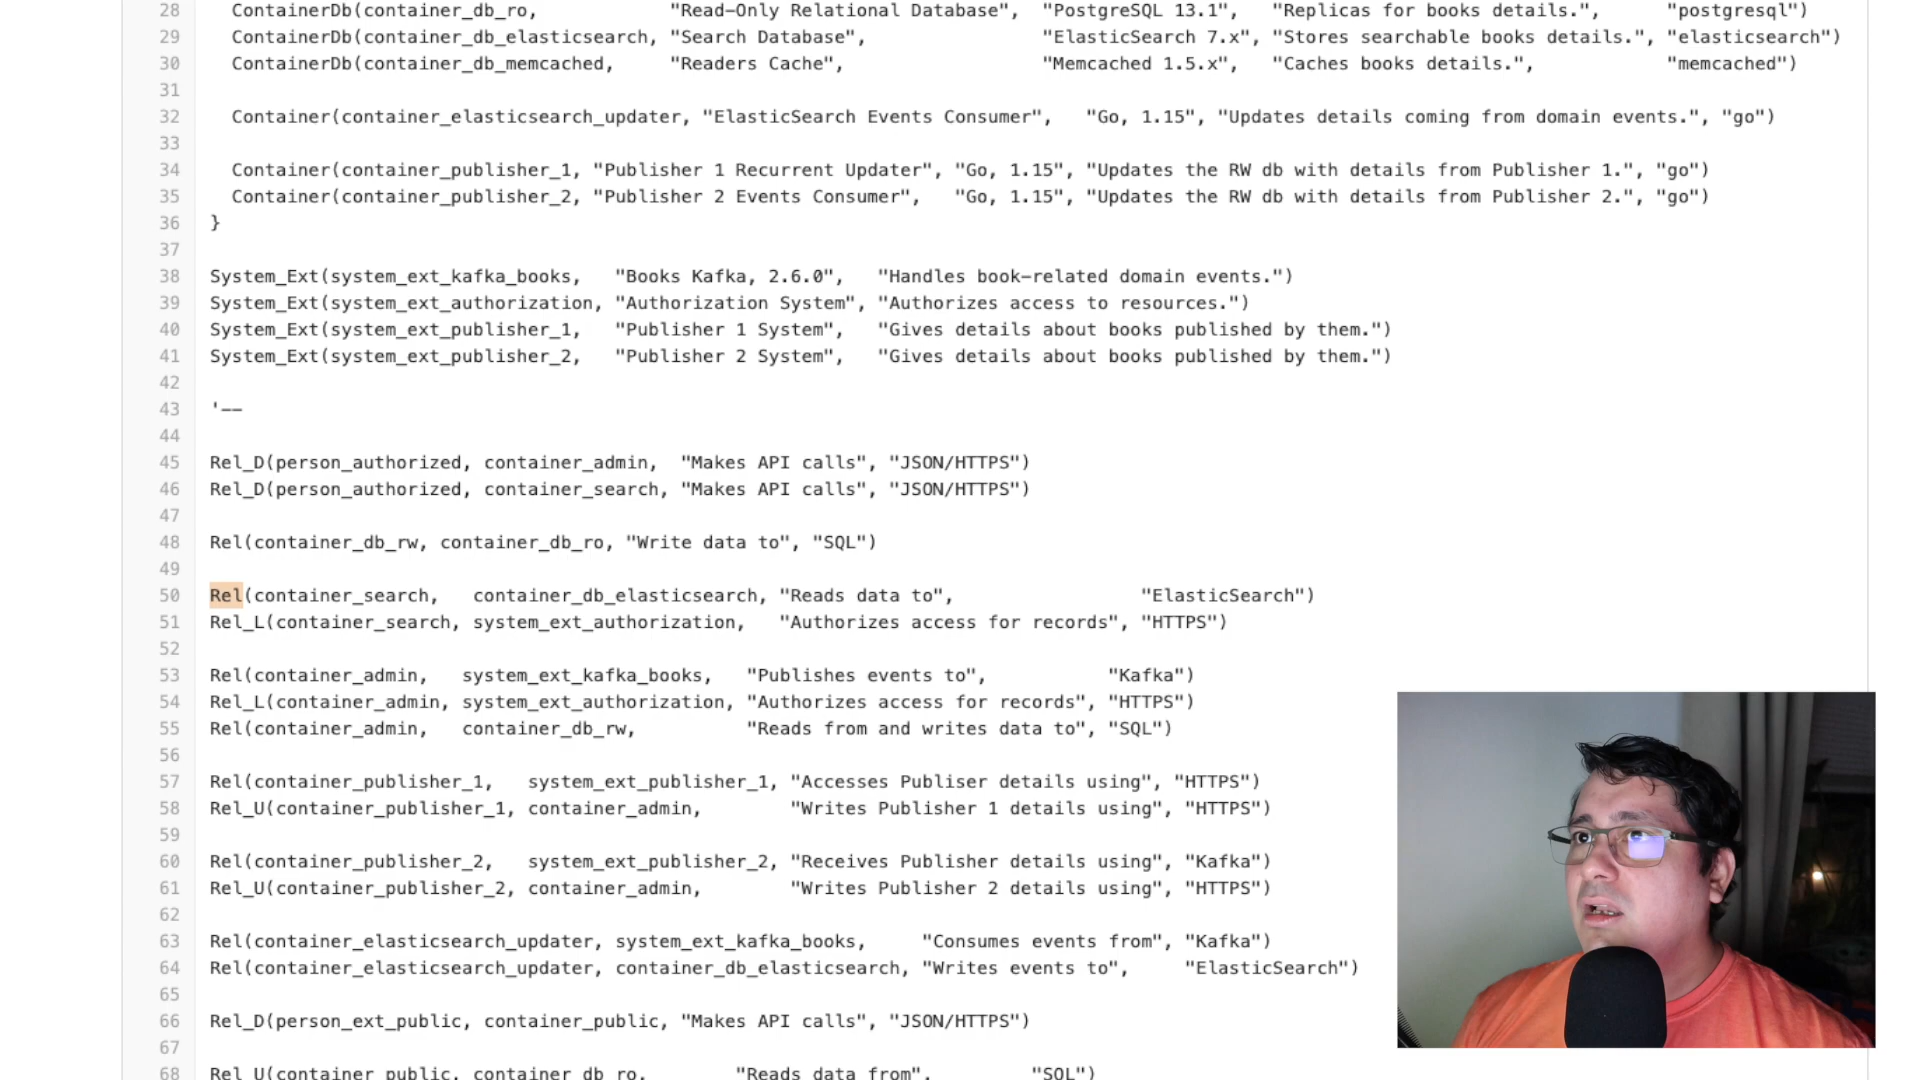 28 ContainerDb(container_db_ro, "Read-Only Relational Database", "PostgreSQL 13.1", "Replicas for books details.", "postgresql")
29 ContainerDb(container_db_elasticsearch, "Search Database", "ElasticSearch 7.x", "Stores searchable books details.", "elasticsearch")
30 ContainerDb(container_db_memcached, "Readers Cache", "Memcached 1.5.x", "Caches books details.", "memcached")
31
32 Container(container_elasticsearch_updater, "ElasticSearch Events Consumer", "Go, 1.15", "Updates details coming from domain events.", "go")
33
34 Container(container_publisher_1, "Publisher 1 Recurrent Updater", "Go, 1.15", "Updates the RW db with details from Publisher 1.", "go")
35 Container(container_publisher_2, "Publisher 2 Events Consumer", "Go, 1.15", "Updates the RW db with details from Publisher 2.", "go")
36 }
37
38 System_Ext(system_ext_kafka_books, "Books Kafka, 2.6.0", "Handles book-related domain events.")
39 System_Ext(system_ext_authorization, "Authorization System", "Authorizes access to resources.")
40 System_Ext(system_ext_publisher_1, "Publisher 1 System", "Gives details about books published by them.")
41 System_Ext(system_ext_publisher_2, "Publisher 2 System", "Gives details about books published by them.")
42
43 '--
44
45 Rel_D(person_authorized, container_admin, "Makes API calls", "JSON/HTTPS")
46 Rel_D(person_authorized, container_search, "Makes API calls", "JSON/HTTPS")
47
48 Rel(container_db_rw, container_db_ro, "Write data to", "SQL")
49
50 Rel(container_search, container_db_elasticsearch, "Reads data to", "ElasticSearch")
51 Rel_L(container_search, system_ext_authorization, "Authorizes access for records", "HTTPS")
52
53 Rel(container_admin, system_ext_kafka_books, "Publishes events to", "Kafka")
54 Rel_L(container_admin, system_ext_authorization, "Authorizes access for records", "HTTPS")
55 Rel(container_admin, container_db_rw, "Reads from and writes data to", "SQL")
56
57 Rel(container_publisher_1, system_ext_publisher_1, "Accesses Publiser details using", "HTTPS")
58 Rel_U(container_publisher_1, container_admin, "Writes Publisher 1 details using", "HTTPS")
59
60 Rel(container_publisher_2, system_ext_publisher_2, "Receives Publisher details using", "Kafka")
61 Rel_U(container_publisher_2, container_admin, "Writes Publisher 2 details using", "HTTPS")
62
63 Rel(container_elasticsearch_updater, system_ext_kafka_books, "Consumes events from", "Kafka")
64 Rel(container_elasticsearch_updater, container_db_elasticsearch, "Writes events to", "ElasticSearch")
65
66 Rel_D(person_ext_public, container_public, "Makes API calls", "JSON/HTTPS")
67
68 Rel_U(container_public, container_db_ro, "Reads data from", "SQL")